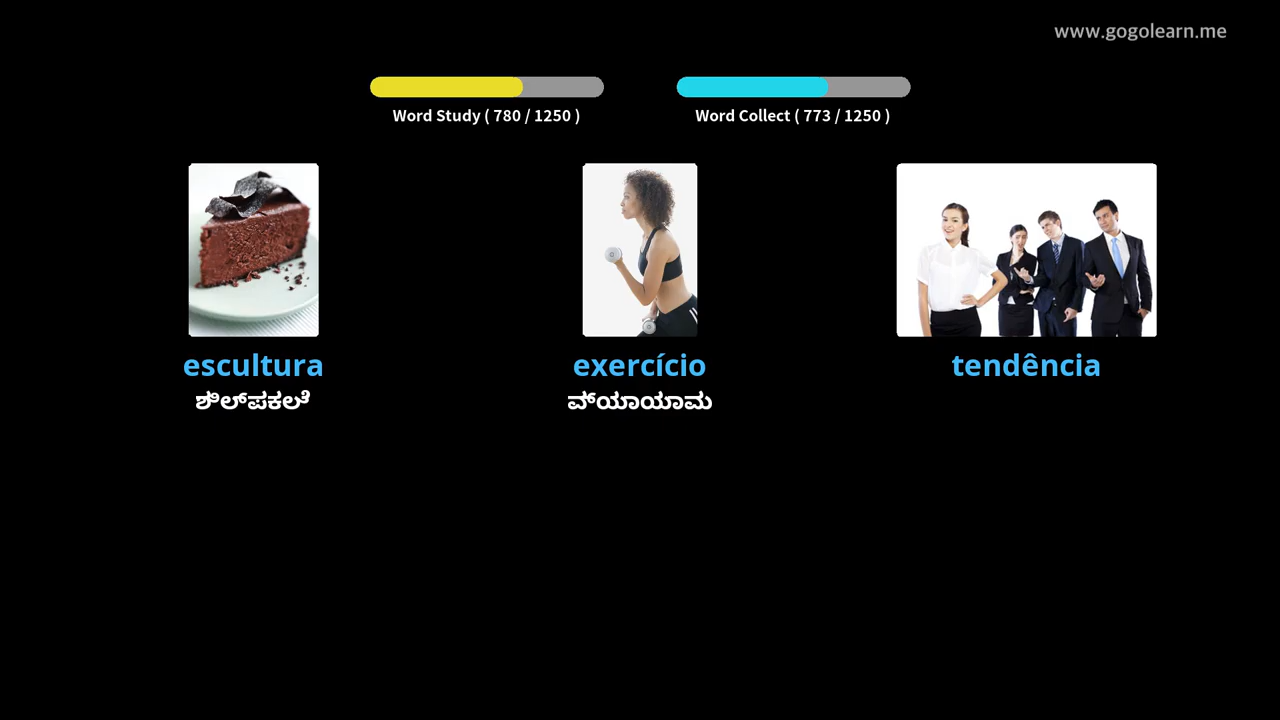 www.gogolearn.me
Word Study ( 780 / 1250 )
Word Collect ( 773 / 1250 )
escultura
exercício
tendência
ಶಿಲ್ಪಕಲೆ
ವ್ಯಾಯಾಮ